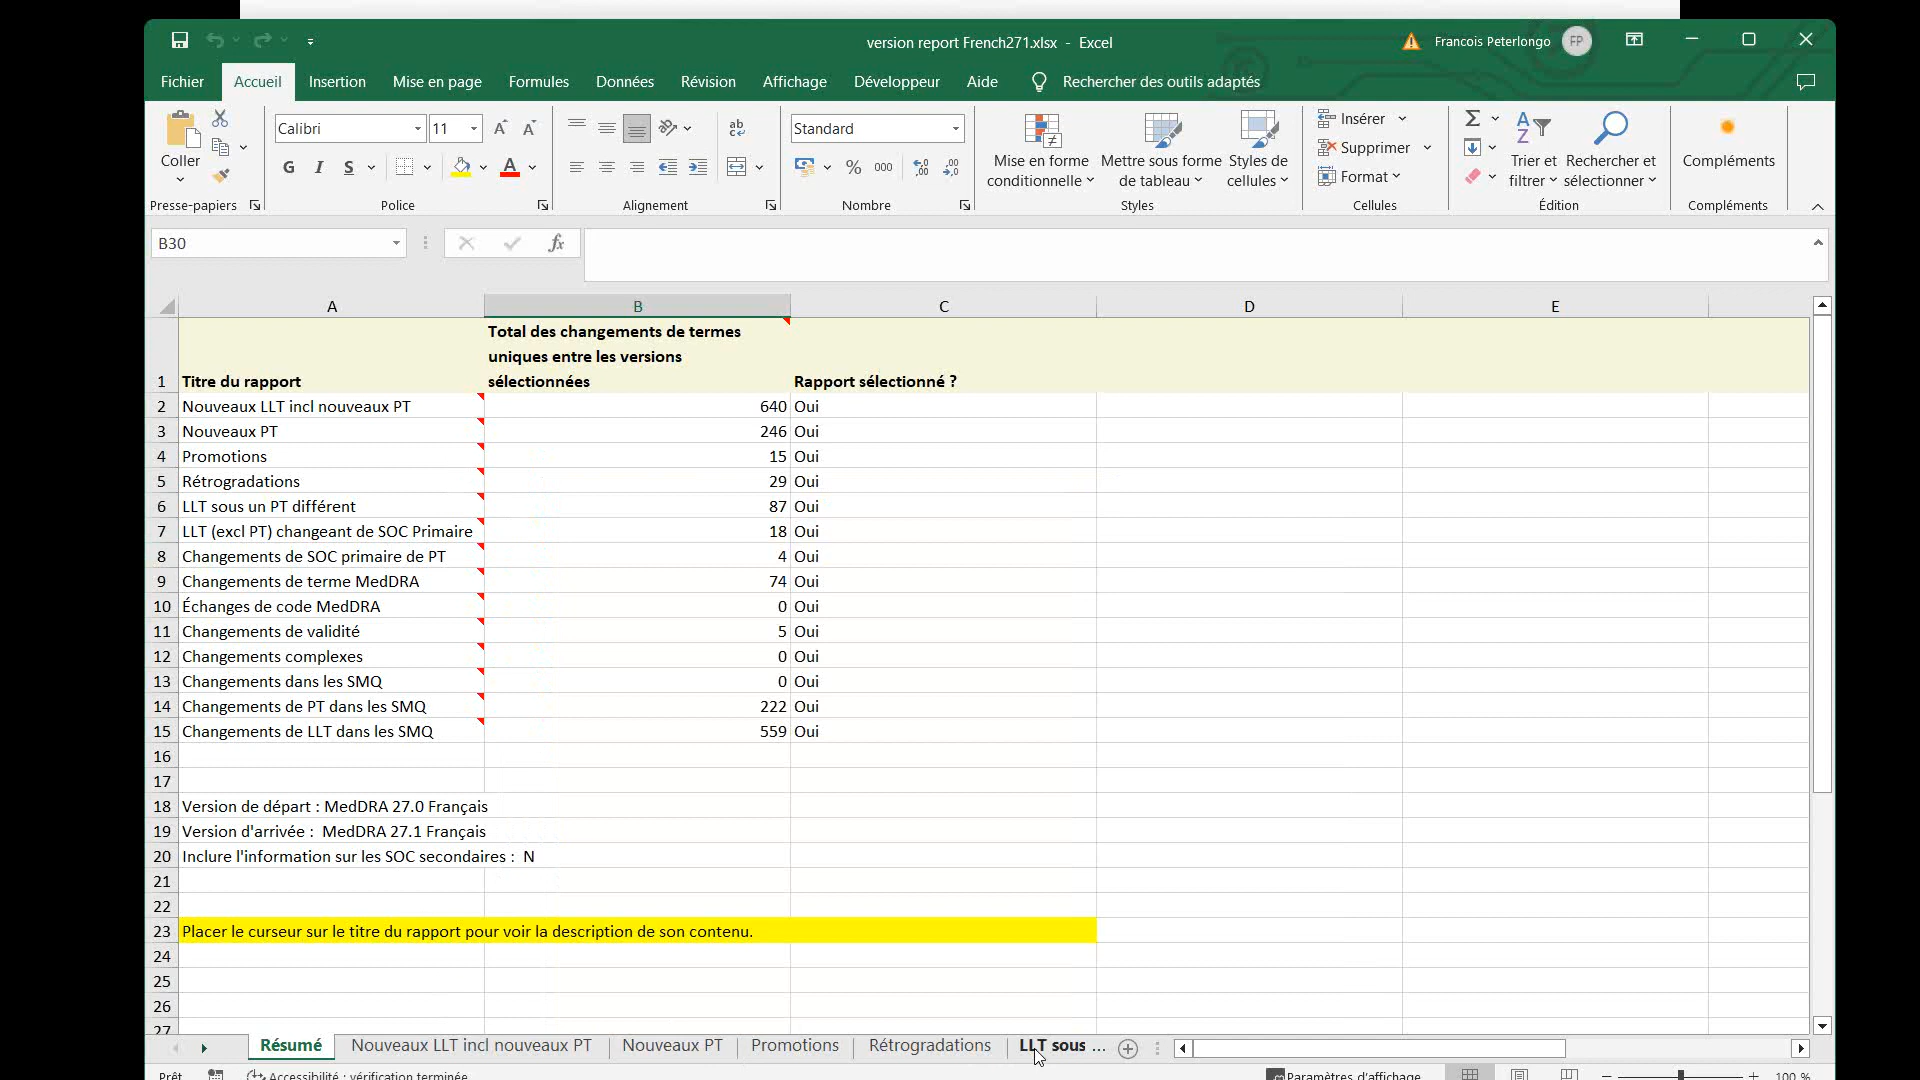 version report French271.xlsx - Excel
Francois Peterlongo FP
Fichier Accueil Insertion Mise en page Formules Données Révision Affichage Développeur Aide Rechercher des outils adaptés
Coller
Presse-papiers
Calibri 11
G I S
Police
ab
Alignement
Standard
% 000
Nombre
Mise en forme conditionnelle
Mettre sous forme de tableau
Styles de cellules
Styles
Insérer
Supprimer
Format
Cellules
Trier et filtrer
Rechercher et sélectionner
Édition
Compléments
Compléments
B30 fx
A B C D E
1 Titre du rapport Total des changements de termes uniques entre les versions sélectionnées Rapport sélectionné ?
2 Nouveaux LLT incl nouveaux PT 640 Oui
3 Nouveaux PT 246 Oui
4 Promotions 15 Oui
5 Rétrogradations 29 Oui
6 LLT sous un PT différent 87 Oui
7 LLT (excl PT) changeant de SOC Primaire 18 Oui
8 Changements de SOC primaire de PT 4 Oui
9 Changements de terme MedDRA 74 Oui
10 Échanges de code MedDRA 0 Oui
11 Changements de validité 5 Oui
12 Changements complexes 0 Oui
13 Changements dans les SMQ 0 Oui
14 Changements de PT dans les SMQ 222 Oui
15 Changements de LLT dans les SMQ 559 Oui
16
17
18 Version de départ : MedDRA 27.0 Français
19 Version d'arrivée : MedDRA 27.1 Français
20 Inclure l'information sur les SOC secondaires : N
21
22
23 Placer le curseur sur le titre du rapport pour voir la description de son contenu.
24
25
26
27
Résumé Nouveaux LLT incl nouveaux PT Nouveaux PT Promotions Rétrogradations LLT sous ...
Prêt Accessibilité : vérification terminée Paramètres d'affichage 100 %